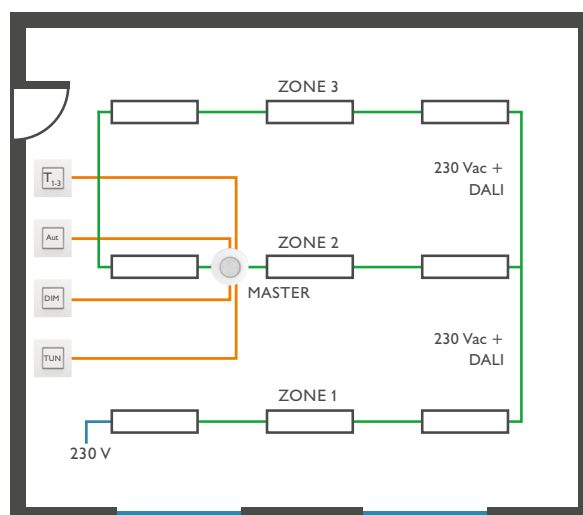 ZONE 3
230 Vac +
DALI
T1-3
Aut
ZONE 2
DIM
MASTER
230 Vac +
DALI
TUN
ZONE 1
230 V